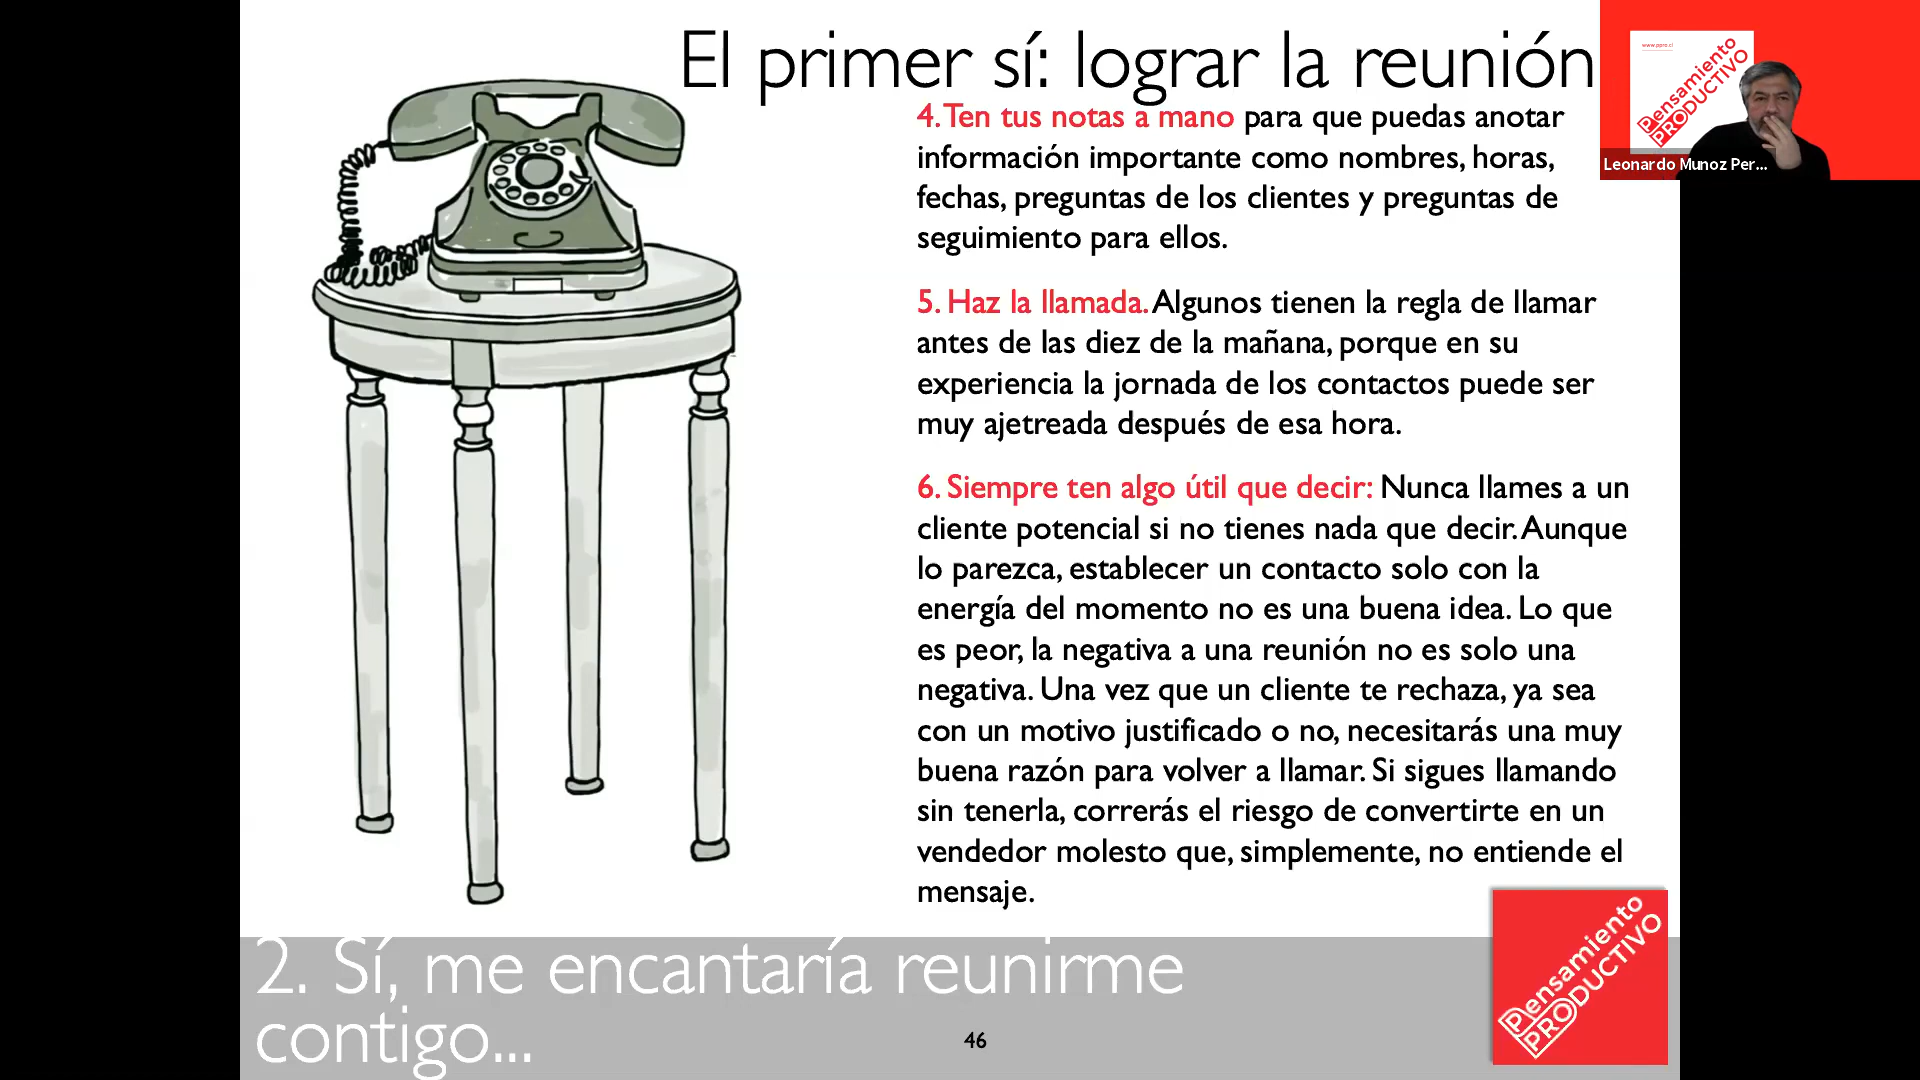 El primer sí: lograr la reunión
4. Ten tus notas a mano para que puedas anotar
información importante como nombres, horas,
fechas, preguntas de los clientes y preguntas de
seguimiento para ellos.
5. Haz la llamada. Algunos tienen la regla de llamar
antes de las diez de la mañana, porque en su
experiencia la jornada de los contactos puede ser
muy ajetreada después de esa hora.
6. Siempre ten algo útil que decir: Nunca llames a un
cliente potencial si no tienes nada que decir. Aunque
lo parezca, establecer un contacto solo con la
energía del momento no es una buena idea. Lo que
es peor, la negativa a una reunión no es solo una
negativa. Una vez que un cliente te rechaza, ya sea
con un motivo justificado o no, necesitarás una muy
buena razón para volver a llamar. Si sigues llamando
sin tenerla, correrás el riesgo de convertirte en un
vendedor molesto que, simplemente, no entiende el
mensaje.
2. Sí, me encantaría reunirme
contigo...
46
Pensamiento
PRODUCTIVO
www.ppro.cl
Pensamiento
PRODUCTIVO
Leonardo Munoz Per...